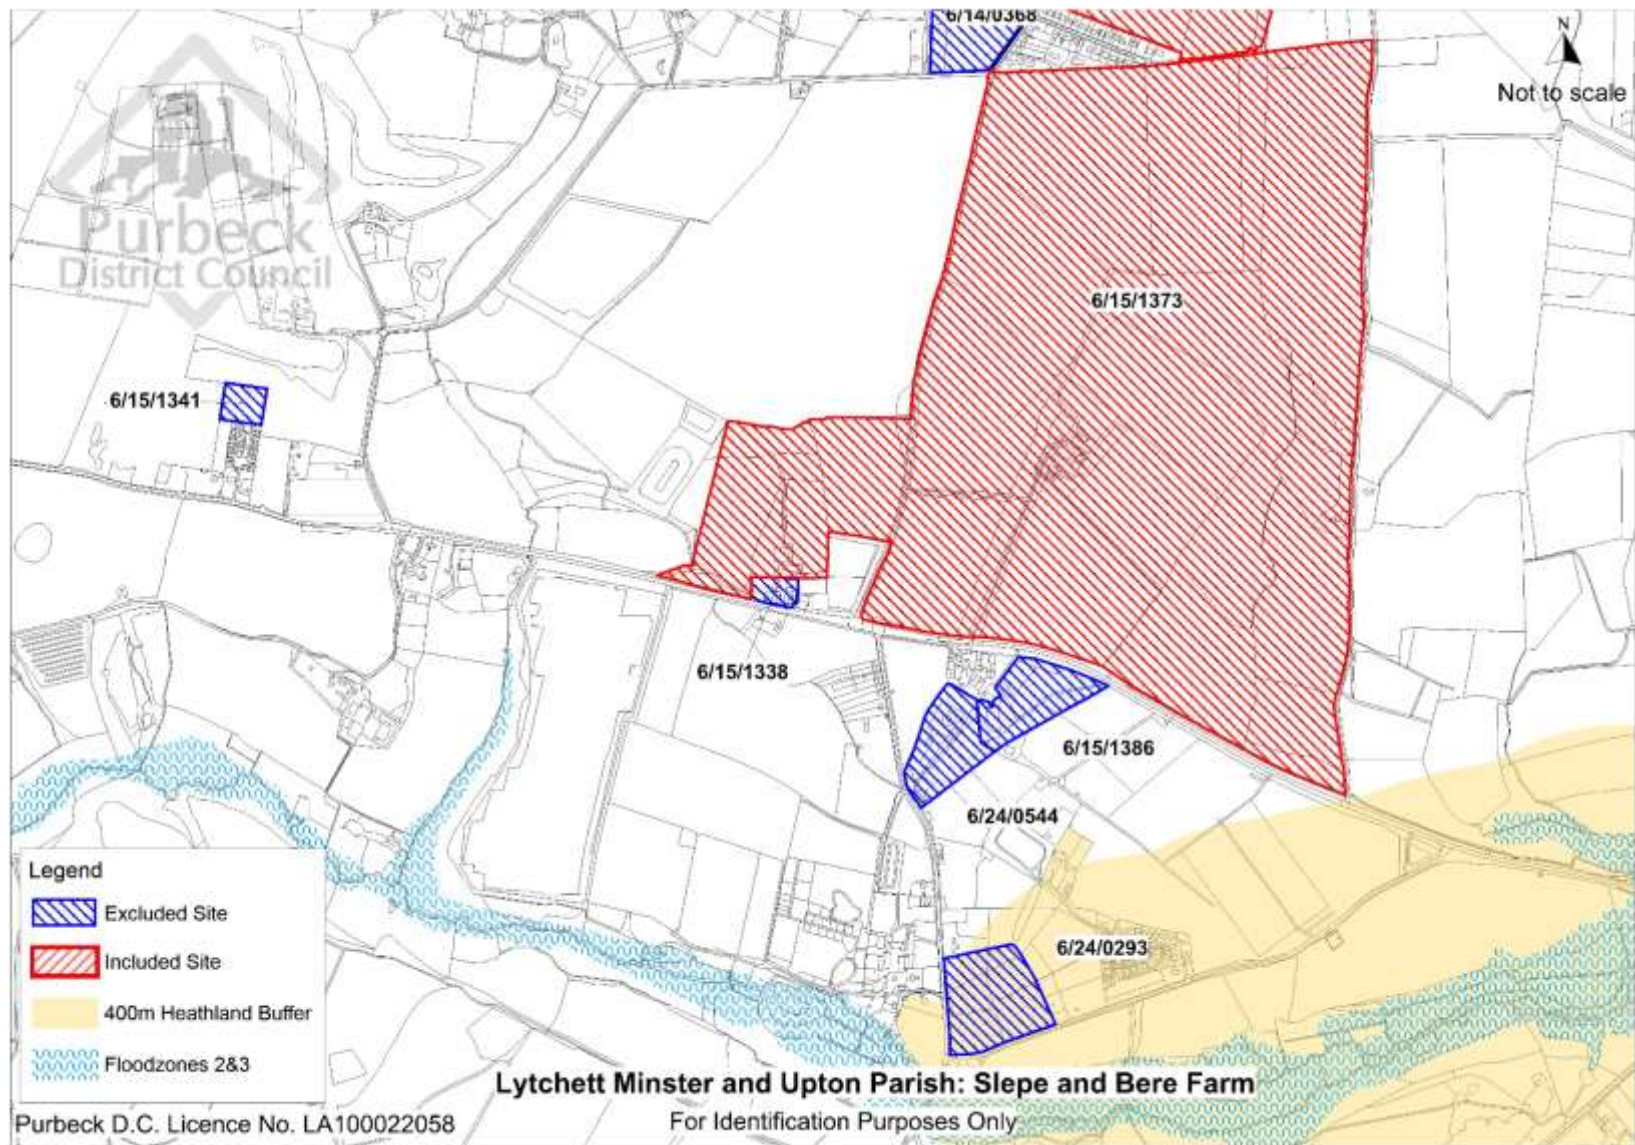 6/14/0368
N
Not to scale
Purbeck
District Council
6/15/1373
6/15/1341
6/15/1338
6/15/1386
6/24/0544
6/24/0293
Legend
Excluded Site
Included Site
400m Heathland Buffer
Floodzones 2&3
Lytchett Minster and Upton Parish: Slepe and Bere Farm
For Identification Purposes Only
Purbeck D.C. Licence No. LA100022058